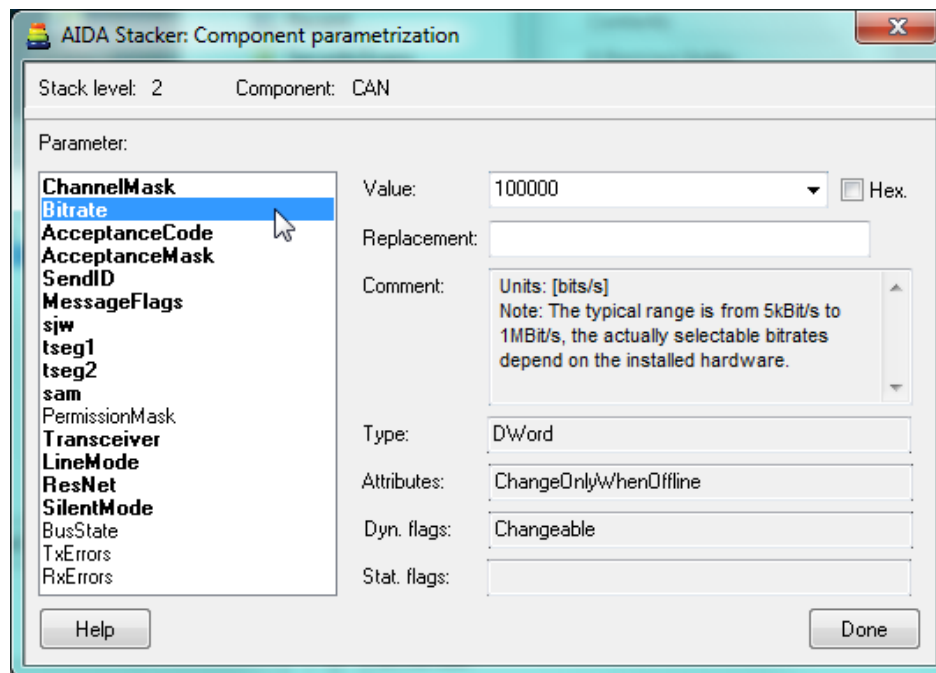 AIDA Stacker: Component parametrization
Stack level: 2 Component: CAN
Parameter:
ChannelMask
Bitrate
AcceptanceCode
AcceptanceMask
SendID
MessageFlags
sjw
tseg1
tseg2
sam
PermissionMask
Transceiver
LineMode
ResNet
SilentMode
BusState
TxErrors
RxErrors
Value: 100000 Hex.
Replacement:
Comment: Units: [bits/s]
Note: The typical range is from 5kBit/s to
1MBit/s, the actually selectable bitrates
depend on the installed hardware.
Type: DWord
Attributes: ChangeOnlyWhenOffline
Dyn. flags: Changeable
Stat. flags:
Help Done